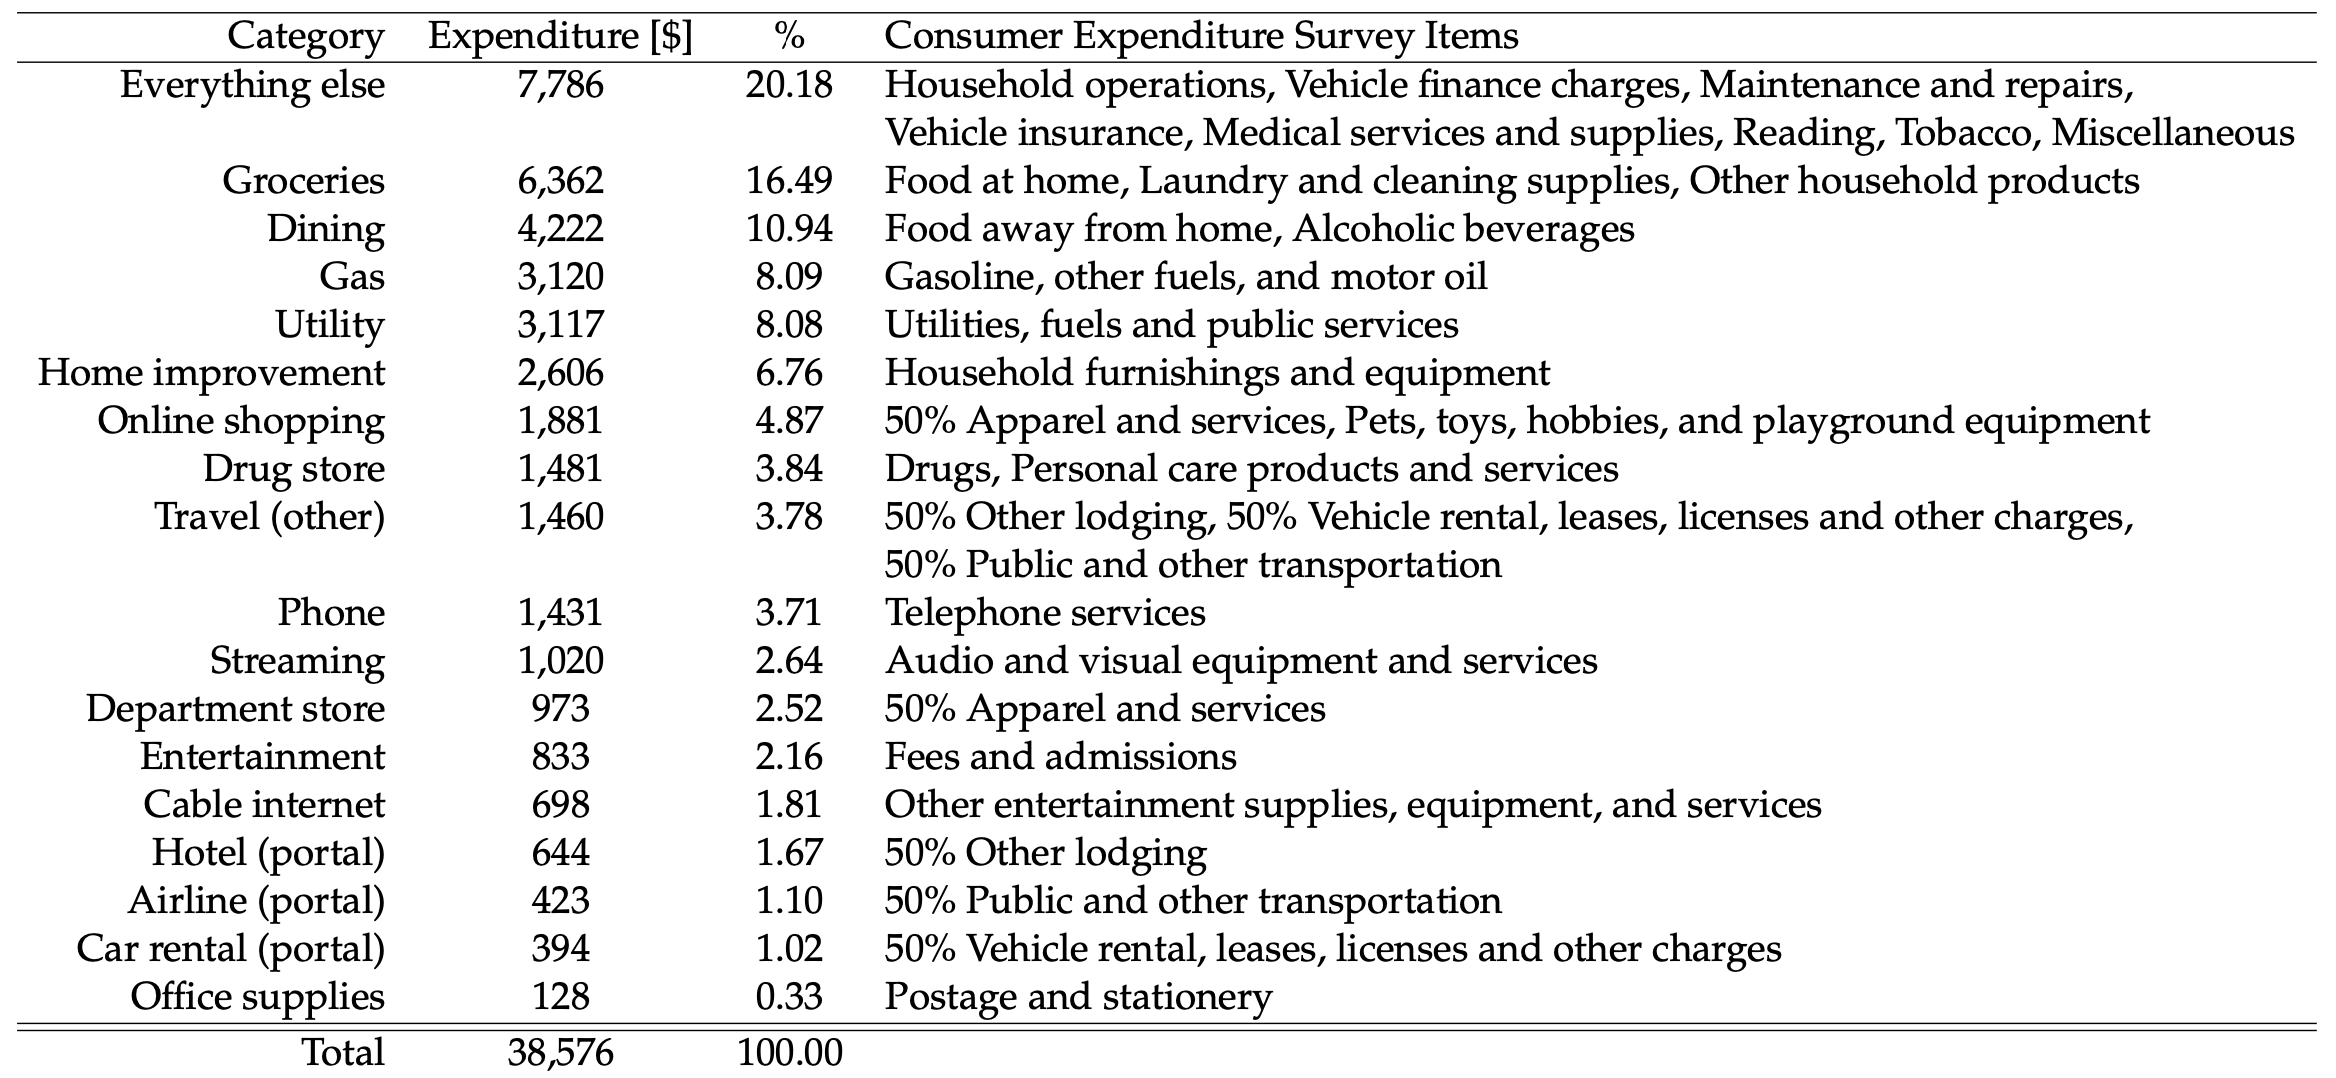 Category Expenditure [$] % Consumer Expenditure Survey Items
Everything else 7,786 20.18 Household operations, Vehicle finance charges, Maintenance and repairs,
Vehicle insurance, Medical services and supplies, Reading, Tobacco, Miscellaneous
Groceries 6,362 16.49 Food at home, Laundry and cleaning supplies, Other household products
Dining 4,222 10.94 Food away from home, Alcoholic beverages
Gas 3,120 8.09 Gasoline, other fuels, and motor oil
Utility 3,117 8.08 Utilities, fuels and public services
Home improvement 2,606 6.76 Household furnishings and equipment
Online shopping 1,881 4.87 50% Apparel and services, Pets, toys, hobbies, and playground equipment
Drug store 1,481 3.84 Drugs, Personal care products and services
Travel (other) 1,460 3.78 50% Other lodging, 50% Vehicle rental, leases, licenses and other charges,
50% Public and other transportation
Phone 1,431 3.71 Telephone services
Streaming 1,020 2.64 Audio and visual equipment and services
Department store 973 2.52 50% Apparel and services
Entertainment 833 2.16 Fees and admissions
Cable internet 698 1.81 Other entertainment supplies, equipment, and services
Hotel (portal) 644 1.67 50% Other lodging
Airline (portal) 423 1.10 50% Public and other transportation
Car rental (portal) 394 1.02 50% Vehicle rental, leases, licenses and other charges
Office supplies 128 0.33 Postage and stationery
Total 38,576 100.00